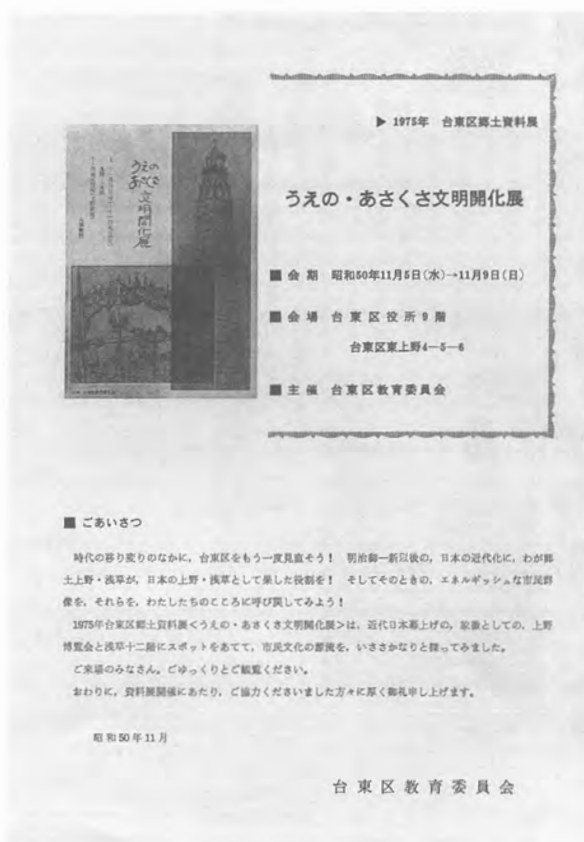 ▶ 1975年 台東区郷土資料展
うえの・あさくさ文明開化展
■ 会期 昭和50年11月5日(水)→11月9日(日)
■ 会場 台東区役所9階
台東区東上野4—5—6
■ 主催 台東区教育委員会
うえの
あさくさ
文明開化展
■ ごあいさつ
時代の移り変りのなかに，台東区をもう一度見直そう！ 明治御一新以後の，日本の近代化に，わが郷
土上野・浅草が，日本の上野・浅草として果した役割を！ そしてそのときの，エネルギッシュな市民群
像を，それらを，わたしたちのこころに呼び戻してみよう！
1975年台東区郷土資料展<うえの・あさくさ文明開化展>は，近代日本幕上げの，象徴としての，上野
博覧会と浅草十二階にスポットをあてて，市民文化の源流を，いささかなりと探ってみました。
ご来場のみなさん。ごゆっくりとご観覧ください。
おわりに，資料展開催にあたり，ご協力くださいました方々に厚く御礼申し上げます。
昭和50年11月
台東区教育委員会